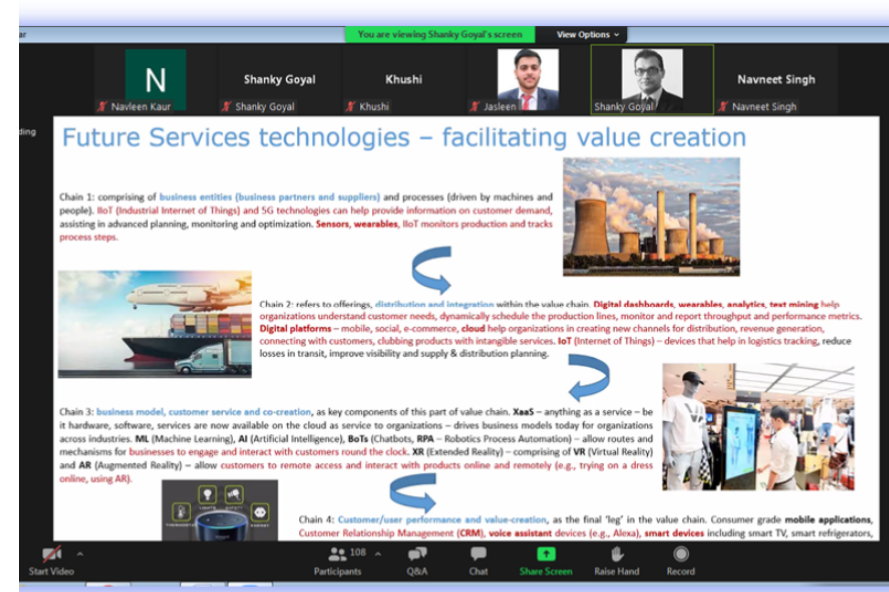 ar
You are viewing Shanky Goyal's screen
View Options
N
Shanky Goyal
Khushi
Navneet Singh
Navleen Kaur
Shanky Goyal
Khushi
Jasleen
Shanky Goyal
Navneet Singh
ding
Future Services technologies – facilitating value creation
Chain 1: comprising of business entities (business partners and suppliers) and processes (driven by machines and
people). IIoT (Industrial Internet of Things) and 5G technologies can help provide information on customer demand,
assisting in advanced planning, monitoring and optimization. Sensors, wearables, IIoT monitors production and tracks
process steps.
Chain 2: refers to offerings, distribution and integration within the value chain. Digital dashboards, wearables, analytics, text mining help
organizations understand customer needs, dynamically schedule the production lines, monitor and report throughput and performance metrics.
Digital platforms – mobile, social, e-commerce, cloud help organizations in creating new channels for distribution, revenue generation,
connecting with customers, clubbing products with intangible services. IoT (Internet of Things) – devices that help in logistics tracking, reduce
losses in transit, improve visibility and supply & distribution planning.
Chain 3: business model, customer service and co-creation, as key components of this part of value chain. XaaS – anything as a service – be
it hardware, software, services are now available on the cloud as service to organizations – drives business models today for organizations
across industries. ML (Machine Learning), AI (Artificial Intelligence), BoTs (Chatbots, RPA – Robotics Process Automation) – allow routes and
mechanisms for businesses to engage and interact with customers round the clock. XR (Extended Reality) – comprising of VR (Virtual Reality)
and AR (Augmented Reality) – allow customers to remote access and interact with products online and remotely (e.g., trying on a dress
online, using AR).
THERMOSTAT
LIGHTS
ENERGY
Chain 4: Customer/user performance and value-creation, as the final 'leg' in the value chain. Consumer grade mobile applications,
Customer Relationship Management (CRM), voice assistant devices (e.g., Alexa), smart devices including smart TV, smart refrigerators,
Start Video
108
Participants
Q&A
Chat
Share Screen
Raise Hand
Record